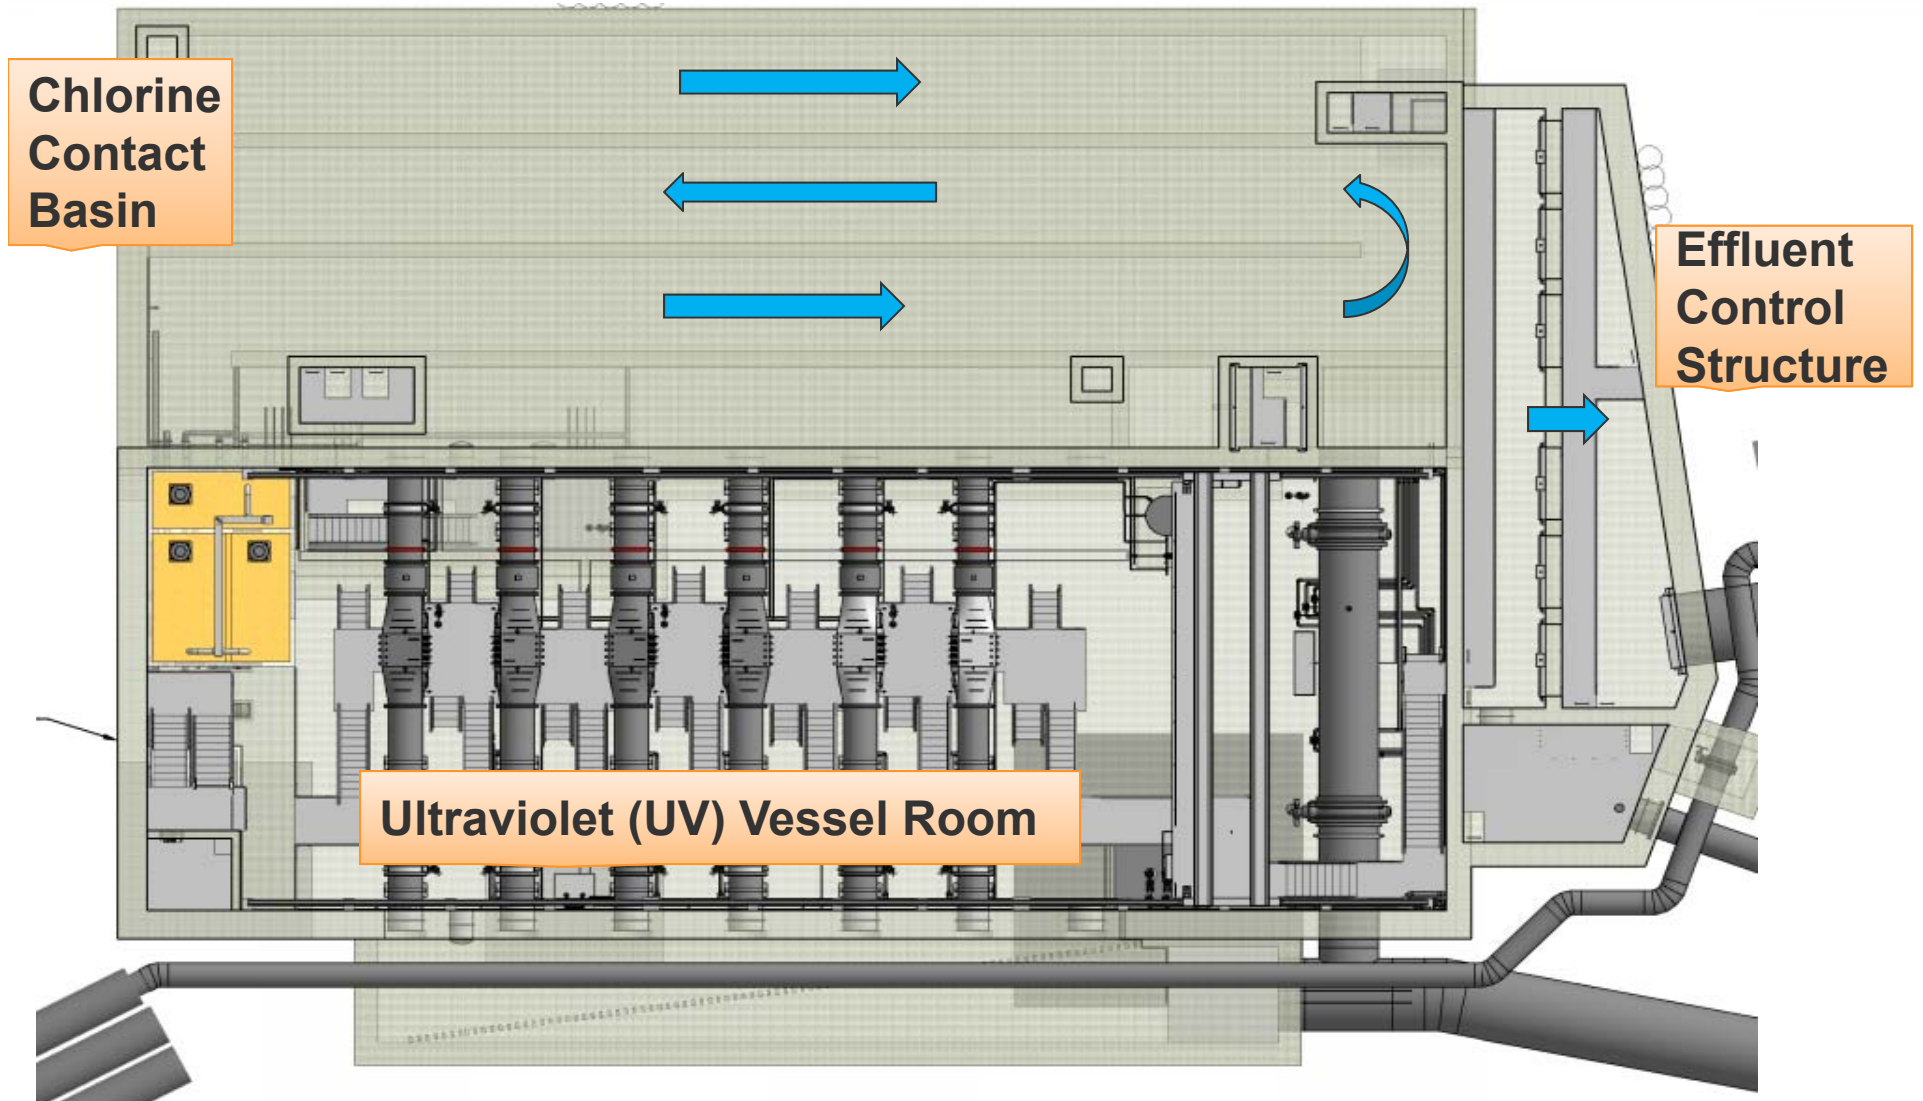 Chlorine
Contact
Basin
Effluent
Control
Structure
Ultraviolet (UV) Vessel Room